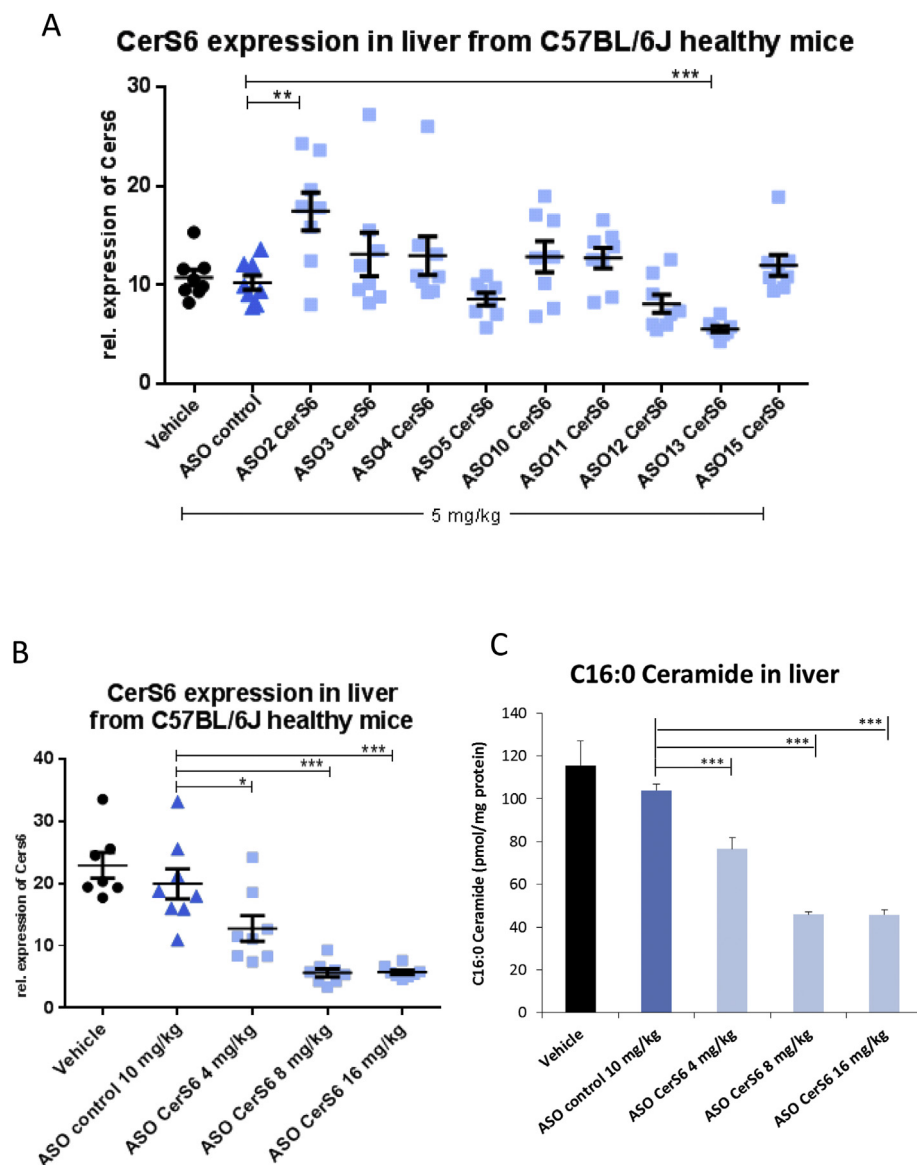 A
CerS6 expression in liver from C57BL/6J healthy mice
rel. expression of Cers6
30
20
10
0
**
***
Vehicle
ASO control
ASO2 CerS6
ASO3 CerS6
ASO4 CerS6
ASO5 CerS6
ASO10 CerS6
ASO11 CerS6
ASO12 CerS6
ASO13 CerS6
ASO15 CerS6
5 mg/kg
B
CerS6 expression in liver
from C57BL/6J healthy mice
rel. expression of Cers6
40
30
20
10
0
***
***
*
Vehicle
ASO control 10 mg/kg
ASO CerS6 4 mg/kg
ASO CerS6 8 mg/kg
ASO CerS6 16 mg/kg
C
C16:0 Ceramide in liver
C16:0 Ceramide (pmol/mg protein)
140
120
100
80
60
40
20
0
***
***
***
Vehicle
ASO control 10 mg/kg
ASO CerS6 4 mg/kg
ASO CerS6 8 mg/kg
ASO CerS6 16 mg/kg